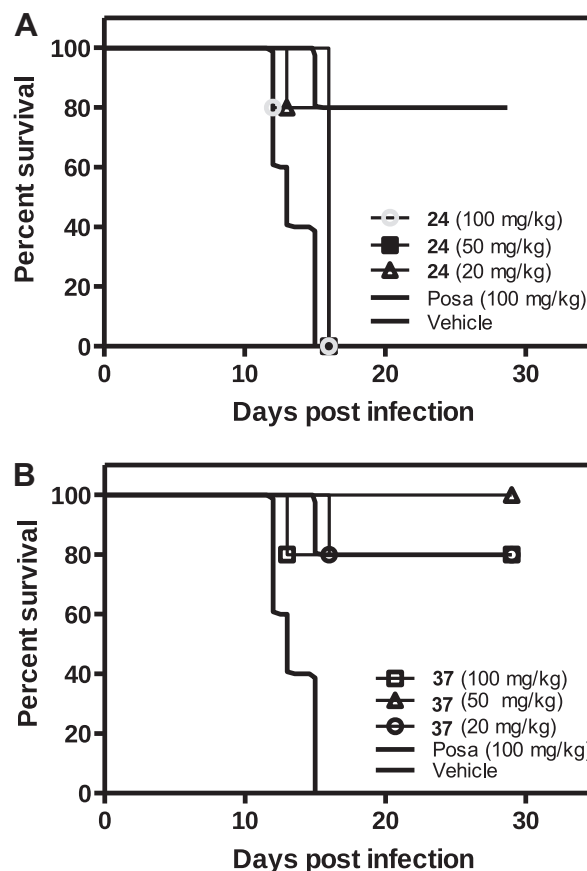 A
Percent survival
100
80
60
40
20
0
24 (100 mg/kg)
24 (50 mg/kg)
24 (20 mg/kg)
Posa (100 mg/kg)
Vehicle
0 10 20 30
Days post infection
B
Percent survival
100
80
60
40
20
0
37 (100 mg/kg)
37 (50 mg/kg)
37 (20 mg/kg)
Posa (100 mg/kg)
Vehicle
0 10 20 30
Days post infection